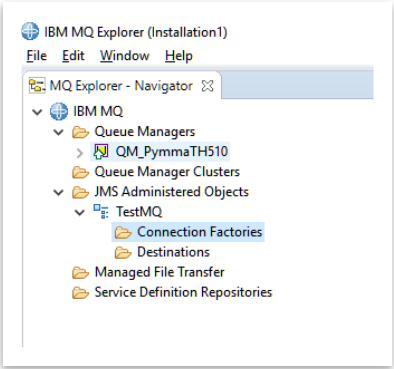 IBM MQ Explorer (Installation1)
File Edit Window Help
MQ Explorer - Navigator
IBM MQ
Queue Managers
QM_PymmaTH510
Queue Manager Clusters
JMS Administered Objects
TestMQ
Connection Factories
Destinations
Managed File Transfer
Service Definition Repositories